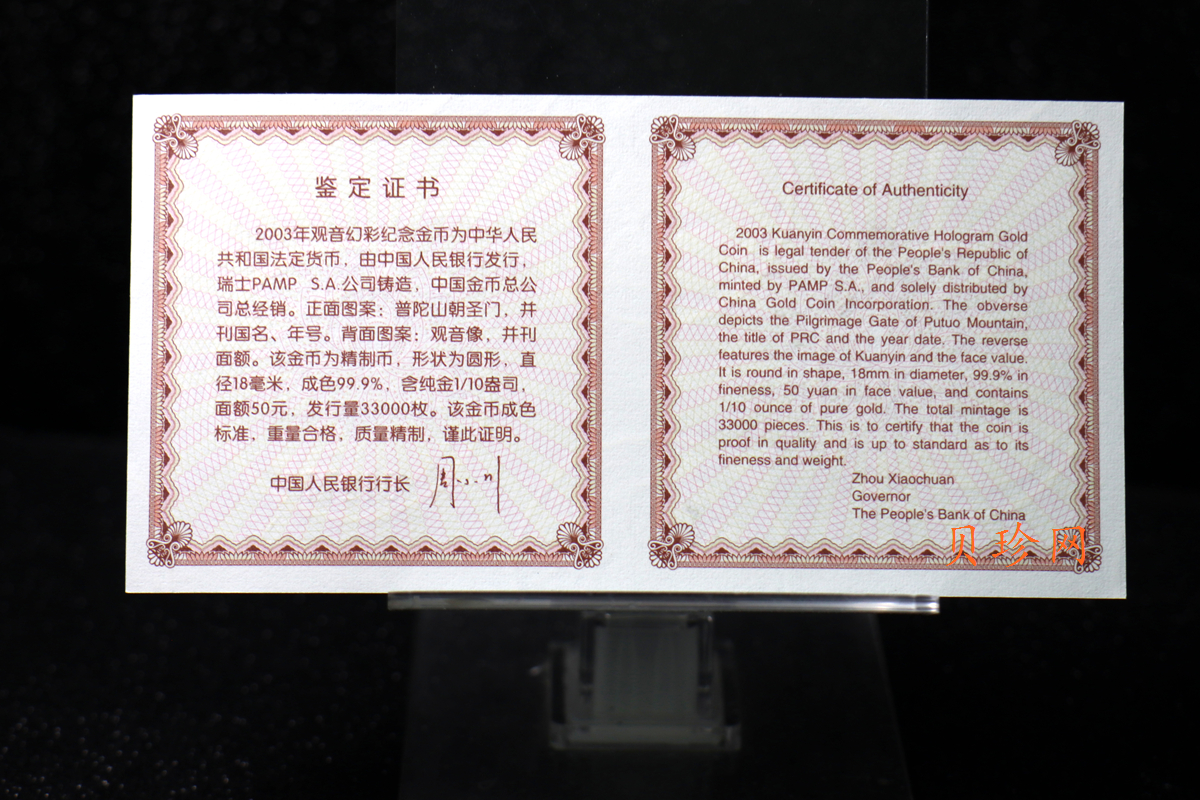 鉴定证书
2003年观音幻彩纪念金币为中华人民
共和国法定货币，由中国人民银行发行，
瑞士PAMP S.A.公司铸造，中国金币总公
司总经销。正面图案：普陀山朝圣门，并
刊国名、年号。背面图案：观音像，并刊
面额。该金币为精制币，形状为圆形，直
径18毫米，成色99.9%，含纯金1/10盎司，
面额50元，发行量33000枚。该金币成色
标准，重量合格，质量精制，谨此证明。
中国人民银行行长 周小川
Certificate of Authenticity
2003 Kuanyin Commemorative Hologram Gold
Coin is legal tender of the People's Republic of
China, issued by the People's Bank of China,
minted by PAMP S.A., and solely distributed by
China Gold Coin Incorporation. The obverse
depicts the Pilgrimage Gate of Putuo Mountain,
the title of PRC and the year date. The reverse
features the image of Kuanyin and the face value.
It is round in shape, 18mm in diameter, 99.9% in
fineness, 50 yuan in face value, and contains
1/10 ounce of pure gold. The total mintage is
33000 pieces. This is to certify that the coin is
proof in quality and is up to standard as to its
fineness and weight.
Zhou Xiaochuan
Governor
The People's Bank of China
贝珍网